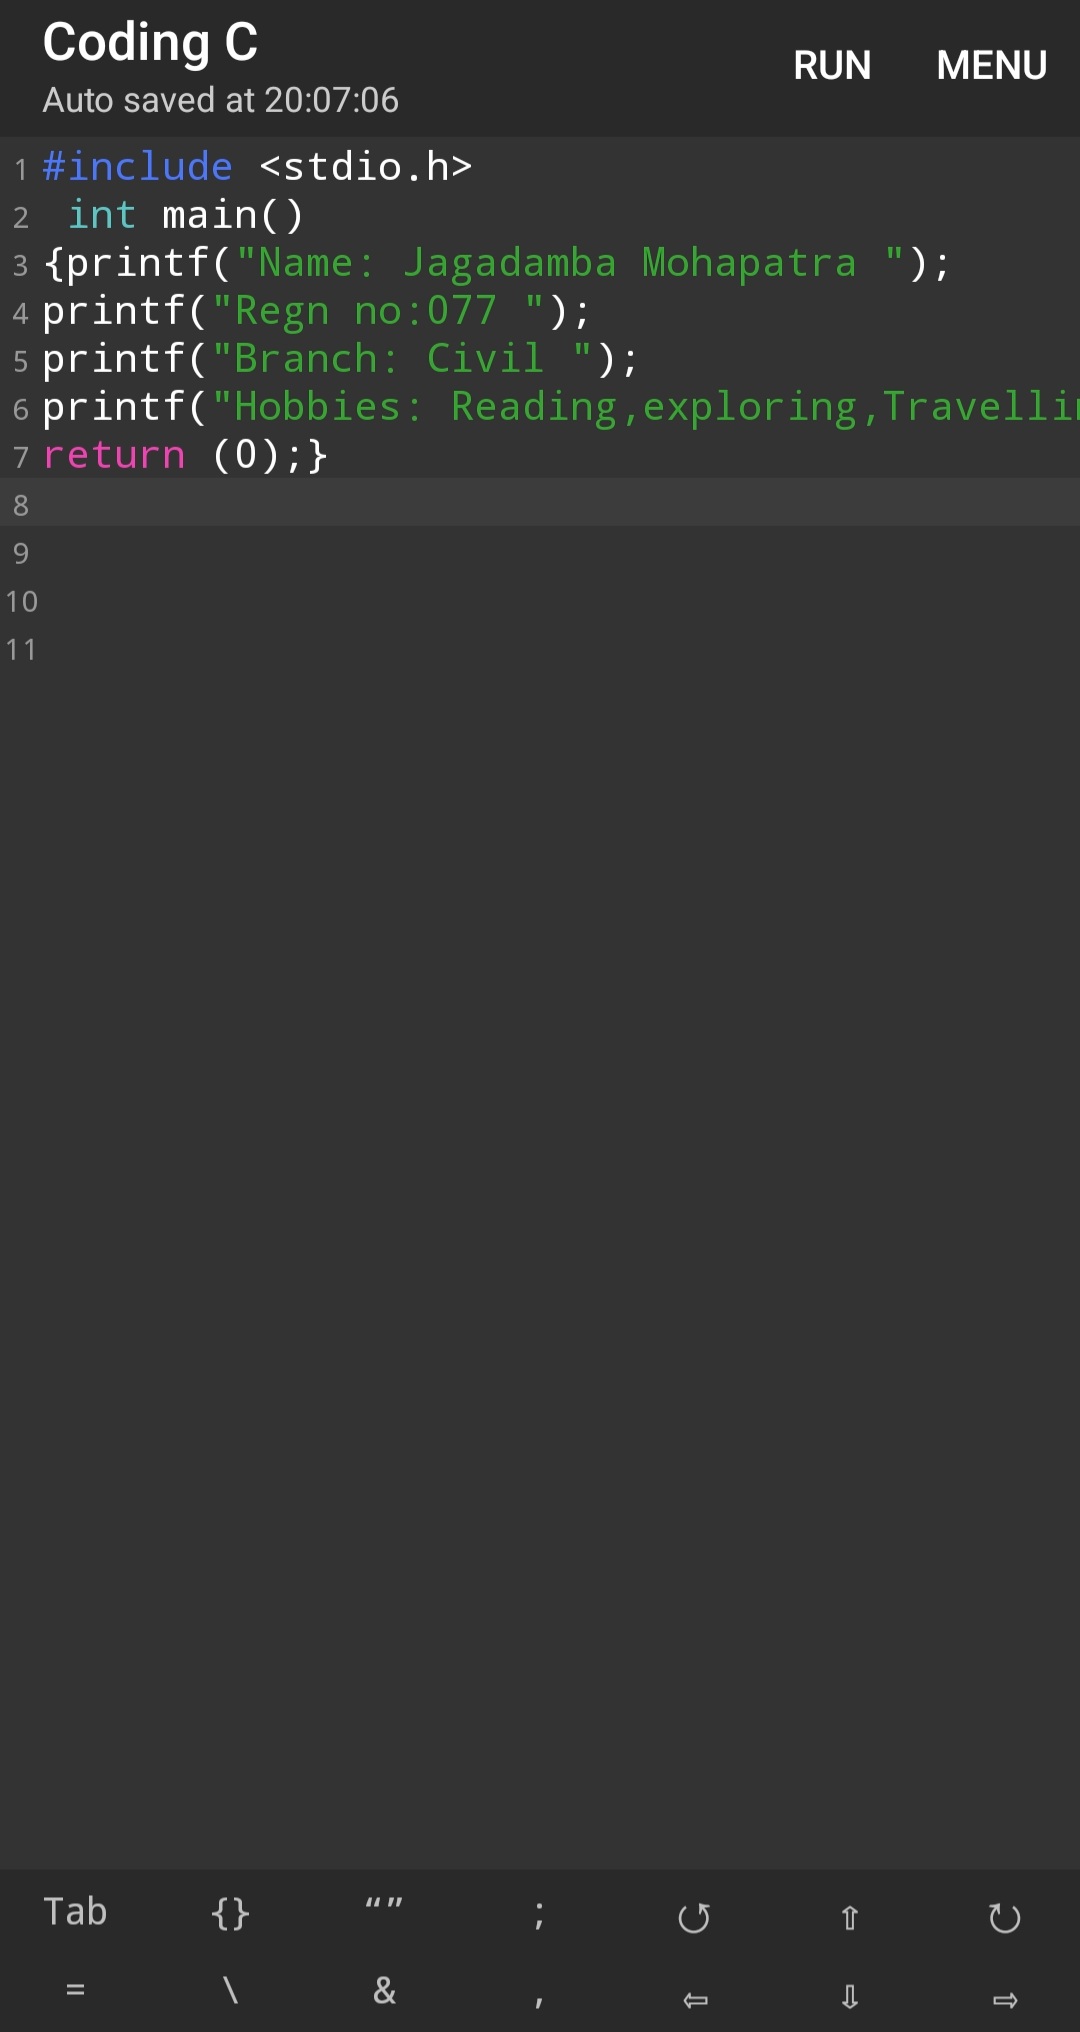 Coding C
Auto saved at 20:07:06
RUN MENU
1 #include <stdio.h>
2  int main()
3 {printf("Name: Jagadamba Mohapatra ");
4 printf("Regn no:077 ");
5 printf("Branch: Civil ");
6 printf("Hobbies: Reading,exploring,
7 return (0);}
8
9
10
11
Tab {} “” ; ↺ ⇧ ↻
= \ & , ⇦ ⇩ ⇨